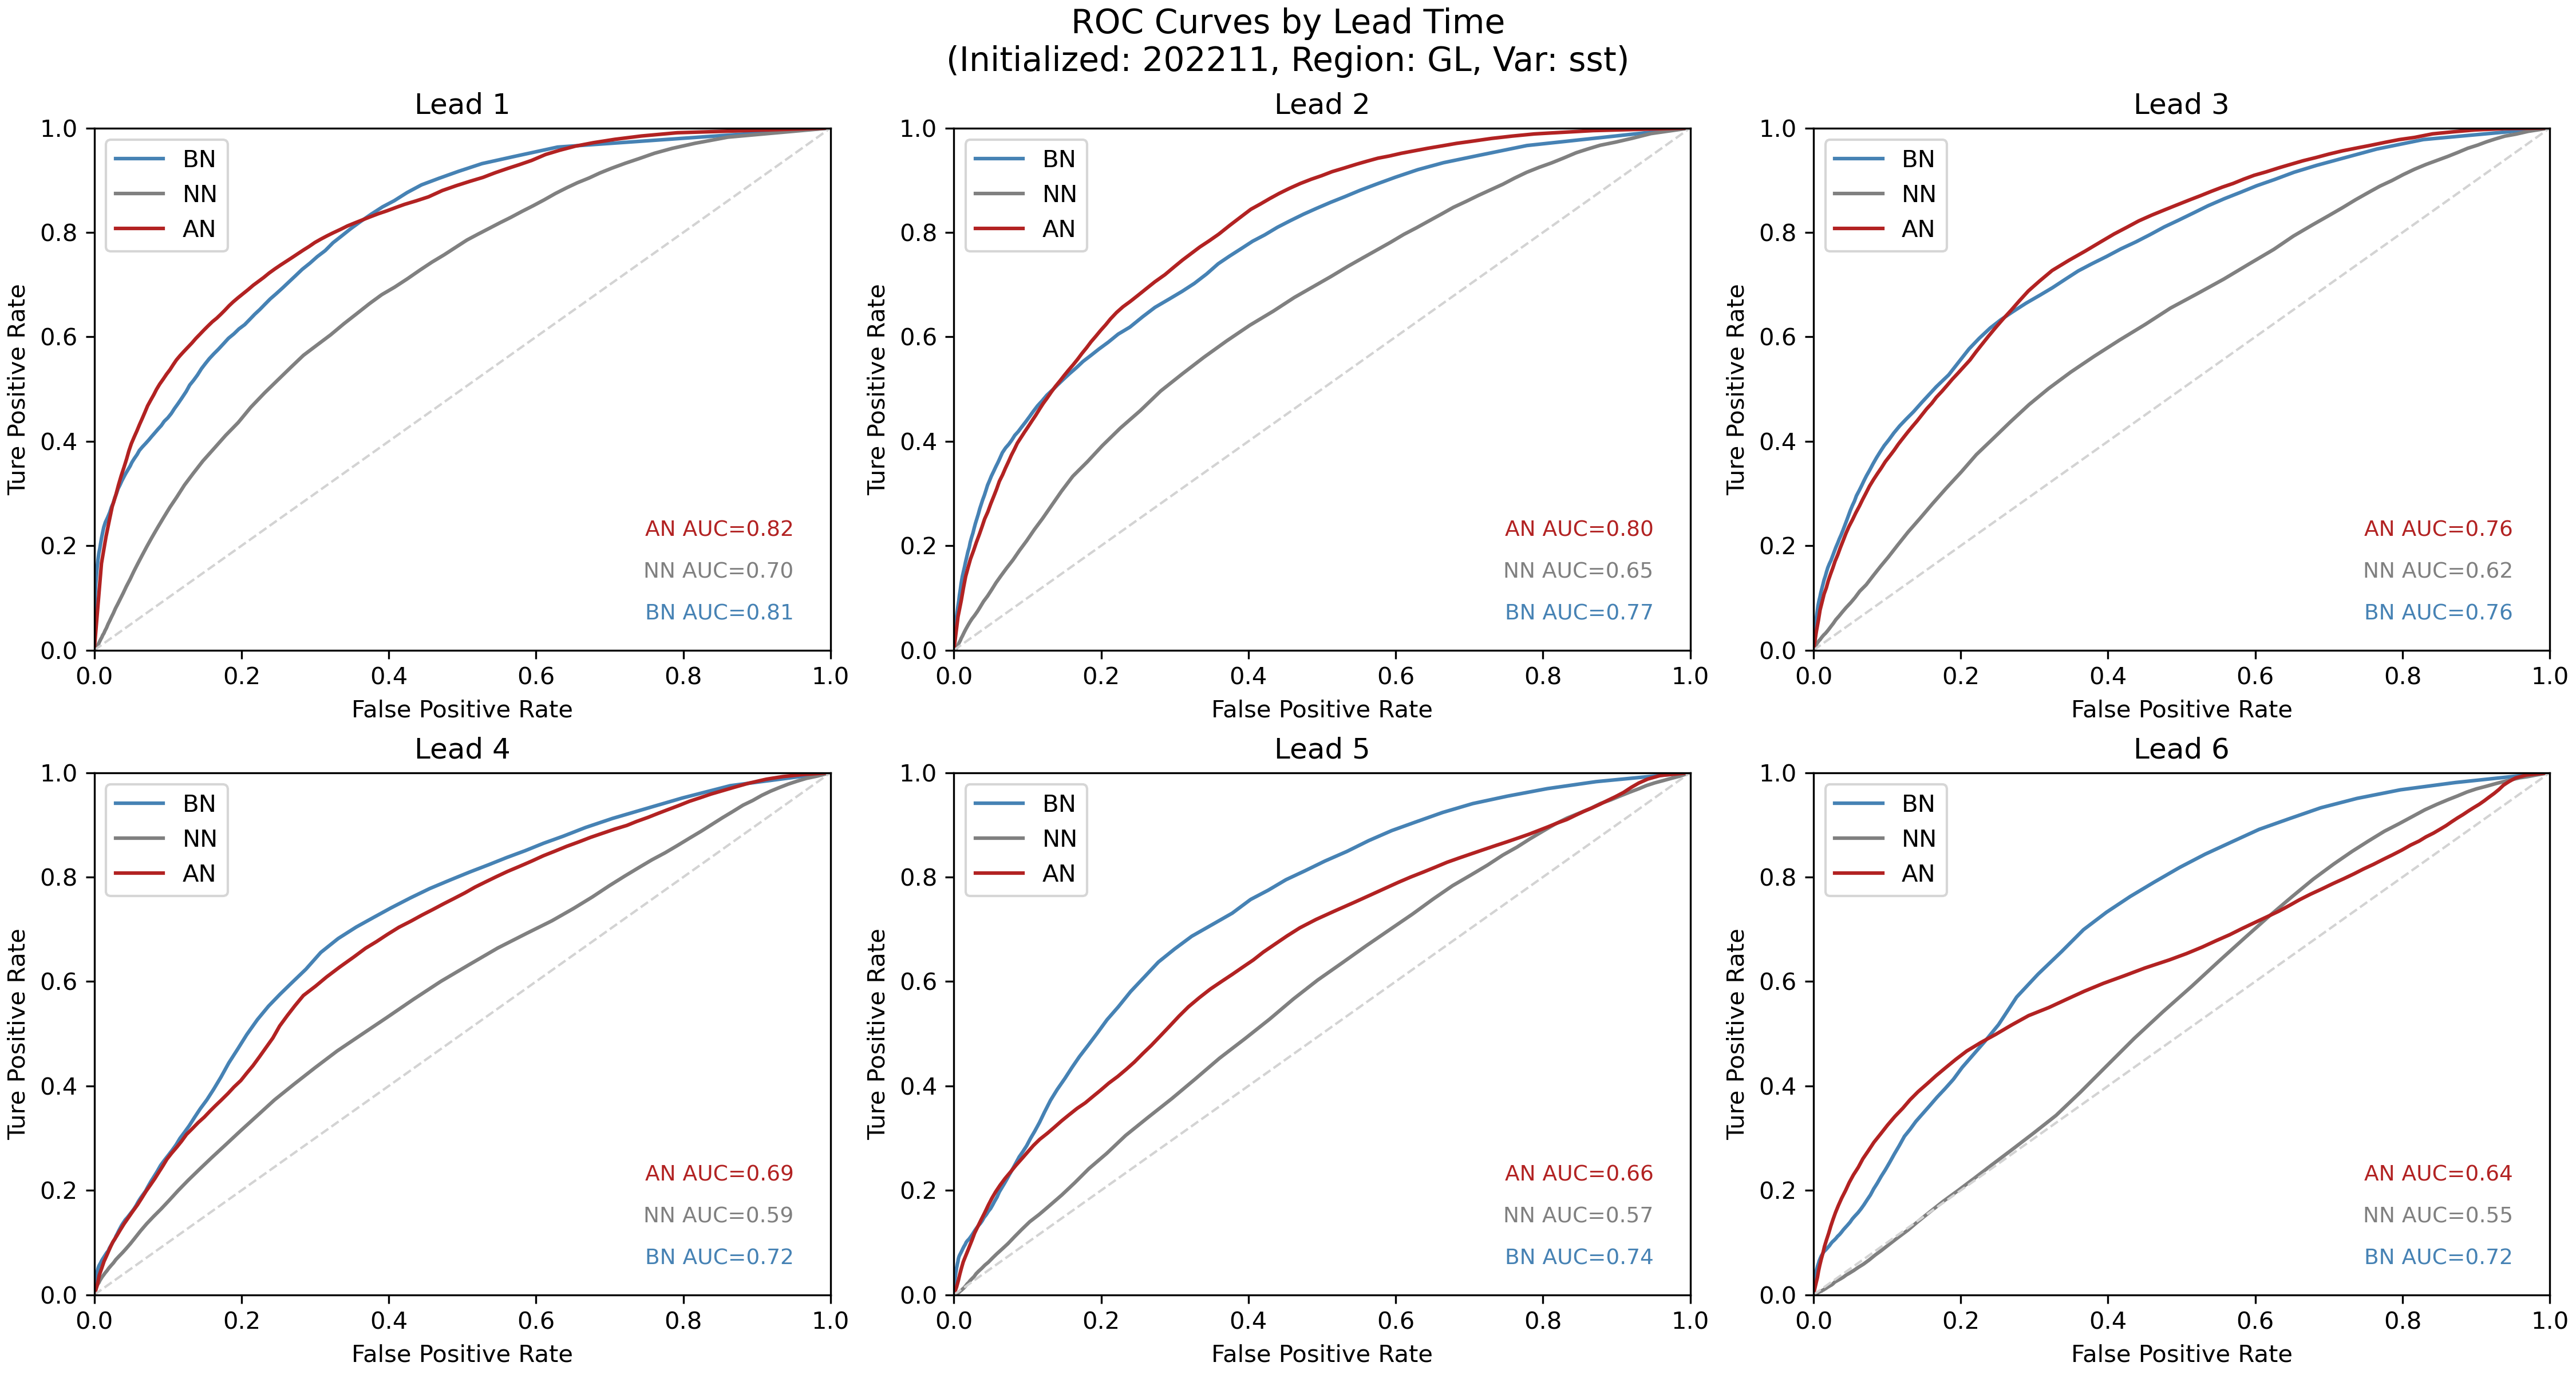 ROC Curves by Lead Time
(Initialized: 202211, Region: GL, Var: sst)
Lead 1
1.0
0.8
0.6
0.4
0.2
0.0
Ture Positive Rate
BN
NN
AN
AN AUC=0.82
NN AUC=0.70
BN AUC=0.81
0.0 0.2 0.4 0.6 0.8 1.0
False Positive Rate
Lead 2
1.0
0.8
0.6
0.4
0.2
0.0
Ture Positive Rate
BN
NN
AN
AN AUC=0.80
NN AUC=0.65
BN AUC=0.77
0.0 0.2 0.4 0.6 0.8 1.0
False Positive Rate
Lead 3
1.0
0.8
0.6
0.4
0.2
0.0
Ture Positive Rate
BN
NN
AN
AN AUC=0.76
NN AUC=0.62
BN AUC=0.76
0.0 0.2 0.4 0.6 0.8 1.0
False Positive Rate
Lead 4
1.0
0.8
0.6
0.4
0.2
0.0
Ture Positive Rate
BN
NN
AN
AN AUC=0.69
NN AUC=0.59
BN AUC=0.72
0.0 0.2 0.4 0.6 0.8 1.0
False Positive Rate
Lead 5
1.0
0.8
0.6
0.4
0.2
0.0
Ture Positive Rate
BN
NN
AN
AN AUC=0.66
NN AUC=0.57
BN AUC=0.74
0.0 0.2 0.4 0.6 0.8 1.0
False Positive Rate
Lead 6
1.0
0.8
0.6
0.4
0.2
0.0
Ture Positive Rate
BN
NN
AN
AN AUC=0.64
NN AUC=0.55
BN AUC=0.72
0.0 0.2 0.4 0.6 0.8 1.0
False Positive Rate